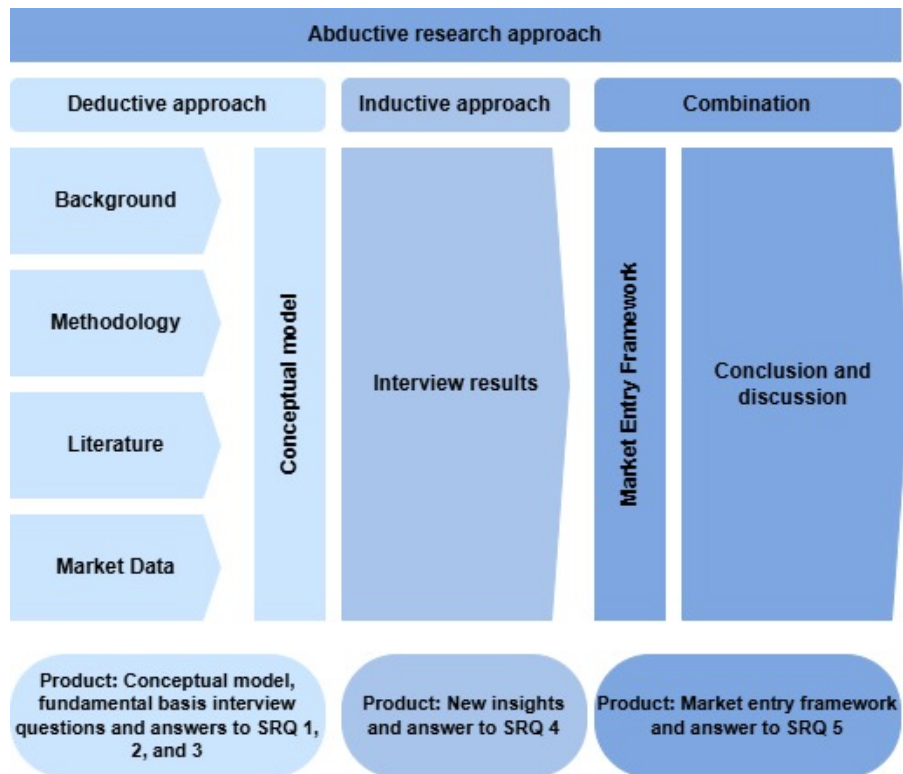 Abductive research approach
Deductive approach
Inductive approach
Combination
Background
Methodology
Literature
Market Data
Conceptual model
Interview results
Market Entry Framework
Conclusion and
discussion
Product: Conceptual model,
fundamental basis interview
questions and answers to SRQ 1,
2, and 3
Product: New insights
and answer to SRQ 4
Product: Market entry framework
and answer to SRQ 5